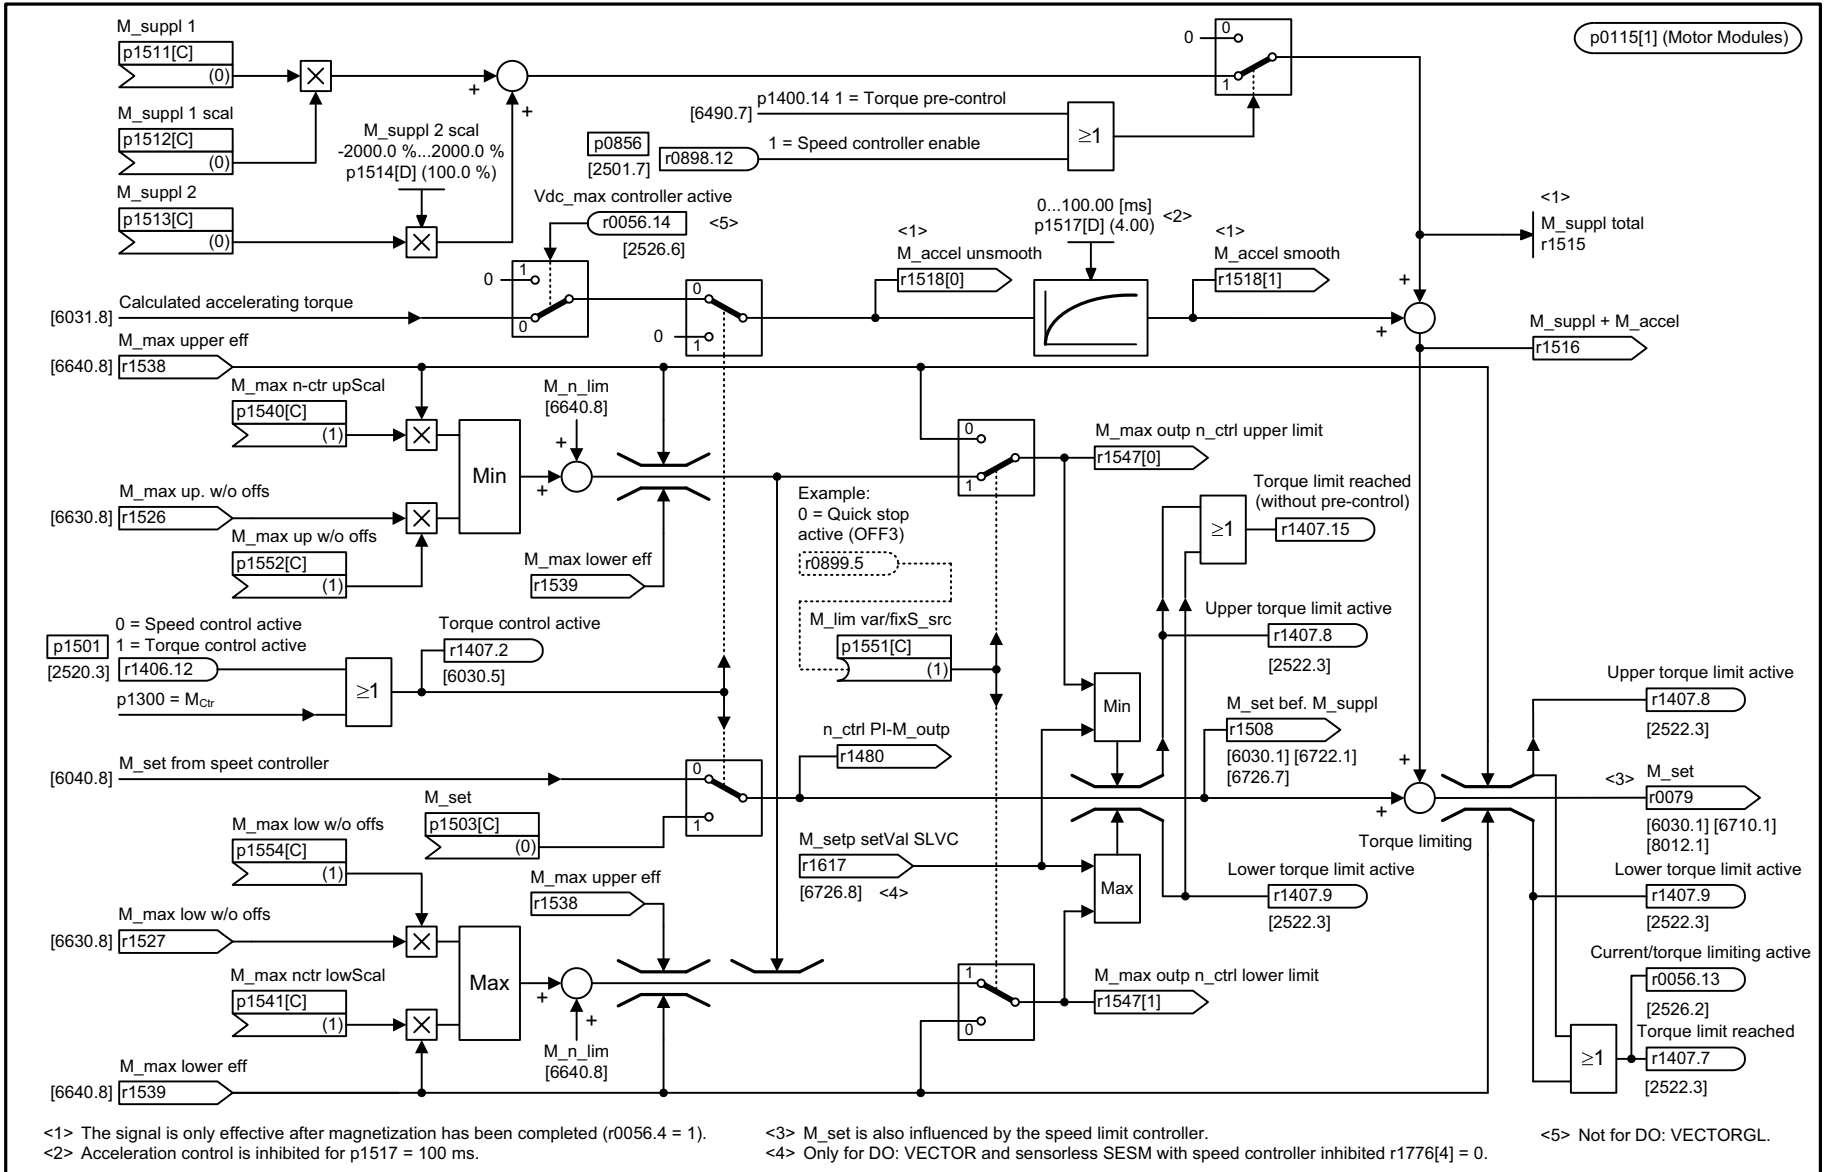 M_suppl 1
p1511[C]
(0)
M_suppl 1 scal
p1512[C]
(0)
M_suppl 2
p1513[C]
(0)
M_suppl 2 scal
-2000.0 %...2000.0 %
p1514[D] (100.0 %)
+
+
0
0
1
p0115[1] (Motor Modules)
[6490.7]
p1400.14 1 = Torque pre-control
p0856
[2501.7]
r0898.12
1 = Speed controller enable
≥1
Vdc_max controller active
r0056.14
<5>
[2526.6]
0
1
0
0
0
1
0...100.00 [ms]
p1517[D] (4.00)
<2>
<1>
M_accel unsmooth
r1518[0]
<1>
M_accel smooth
r1518[1]
<1>
M_suppl total
r1515
+
+
M_suppl + M_accel
r1516
Calculated accelerating torque
[6031.8]
M_max upper eff
[6640.8]
r1538
M_max n-ctr upScal
p1540[C]
(1)
Min
M_n_lim
[6640.8]
+
+
M_max up. w/o offs
[6630.8]
r1526
M_max up w/o offs
p1552[C]
(1)
M_max lower eff
r1539
0
1
M_max outp n_ctrl upper limit
r1547[0]
Example:
0 = Quick stop
active (OFF3)
r0899.5
M_lim var/fixS_src
p1551[C]
(1)
Torque limit reached
(without pre-control)
≥1
r1407.15
Upper torque limit active
r1407.8
[2522.3]
0 = Speed control active
1 = Torque control active
p1501
[2520.3]
r1406.12
p1300 = MCtr
≥1
Torque control active
r1407.2
[6030.5]
Min
M_set bef. M_suppl
r1508
[6030.1] [6722.1]
[6726.7]
n_ctrl PI-M_outp
r1480
[6040.8]
M_set from speet controller
0
1
M_set
p1503[C]
(0)
M_setp setVal SLVC
r1617
[6726.8]
<4>
Max
+
+
Torque limiting
Lower torque limit active
r1407.9
[2522.3]
Upper torque limit active
r1407.8
[2522.3]
<3>
M_set
r0079
[6030.1] [6710.1]
[8012.1]
Lower torque limit active
r1407.9
[2522.3]
Current/torque limiting active
r0056.13
[2526.2]
Torque limit reached
≥1
r1407.7
[2522.3]
M_max low w/o offs
p1554[C]
(1)
M_max low w/o offs
[6630.8]
r1527
M_max nctr lowScal
p1541[C]
(1)
Max
+
+
M_n_lim
[6640.8]
M_max upper eff
r1538
1
0
M_max outp n_ctrl lower limit
r1547[1]
M_max lower eff
[6640.8]
r1539
<1> The signal is only effective after magnetization has been completed (r0056.4 = 1).
<2> Acceleration control is inhibited for p1517 = 100 ms.
<3> M_set is also influenced by the speed limit controller.
<4> Only for DO: VECTOR and sensorless SESM with speed controller inhibited r1776[4] = 0.
<5> Not for DO: VECTORGL.